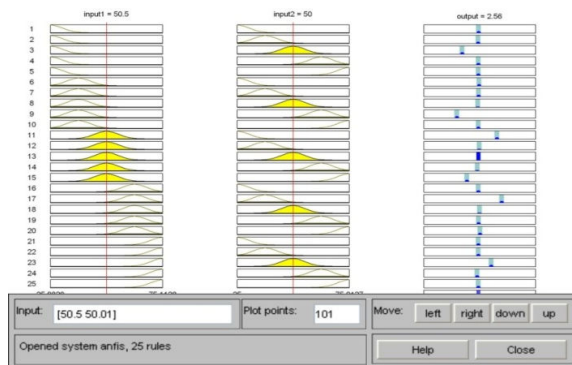 input1 = 50.5
input2 = 50
output = 2.56
1
2
3
4
5
6
7
8
9
10
11
12
13
14
15
16
17
18
19
20
21
22
23
24
25
Input: [50.5 50.01]
Plot points: 101
Move: left right down up
Opened system anfis, 25 rules
Help
Close